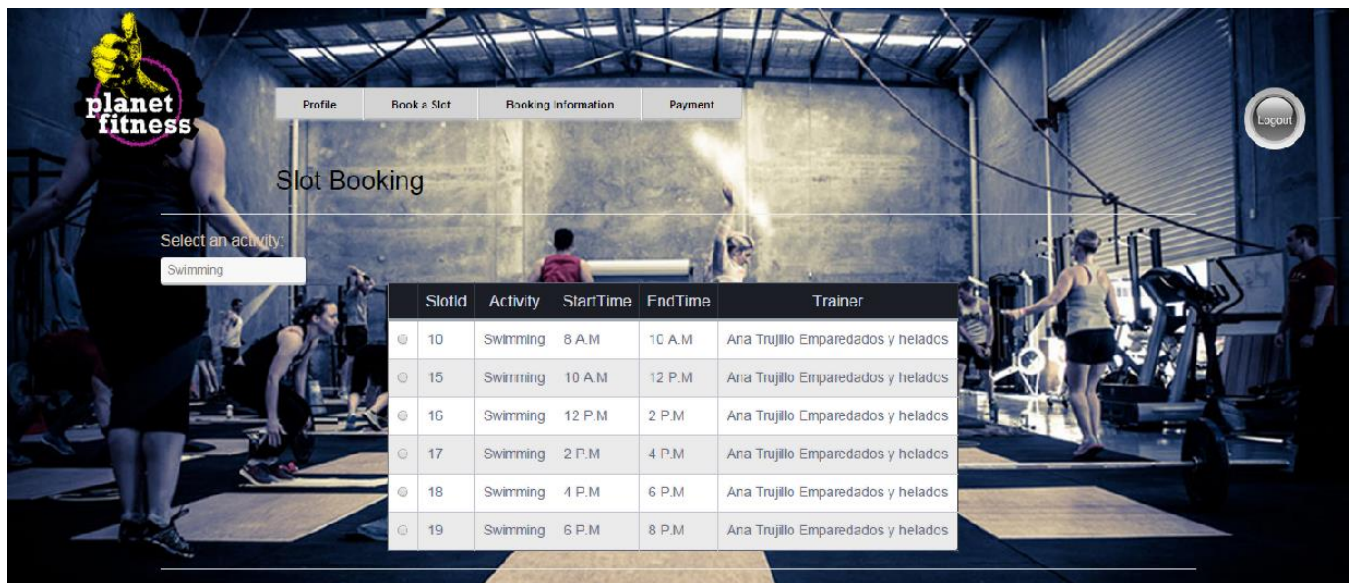 planet
fitness
Profile Book a Slot Booking Information Payment
Logout
Slot Booking
Select an activity:
Swimming
SlotId Activity StartTime EndTime Trainer
10 Swimming 8 A.M 10 A.M Ana Trujillo Emparedados y helados
15 Swimming 10 A.M 12 P.M Ana Trujillo Emparedados y helados
16 Swimming 12 P.M 2 P.M Ana Trujillo Emparedados y helados
17 Swimming 2 P.M 4 P.M Ana Trujillo Emparedados y helados
18 Swimming 4 P.M 6 P.M Ana Trujillo Emparedados y helados
19 Swimming 6 P.M 8 P.M Ana Trujillo Emparedados y helados